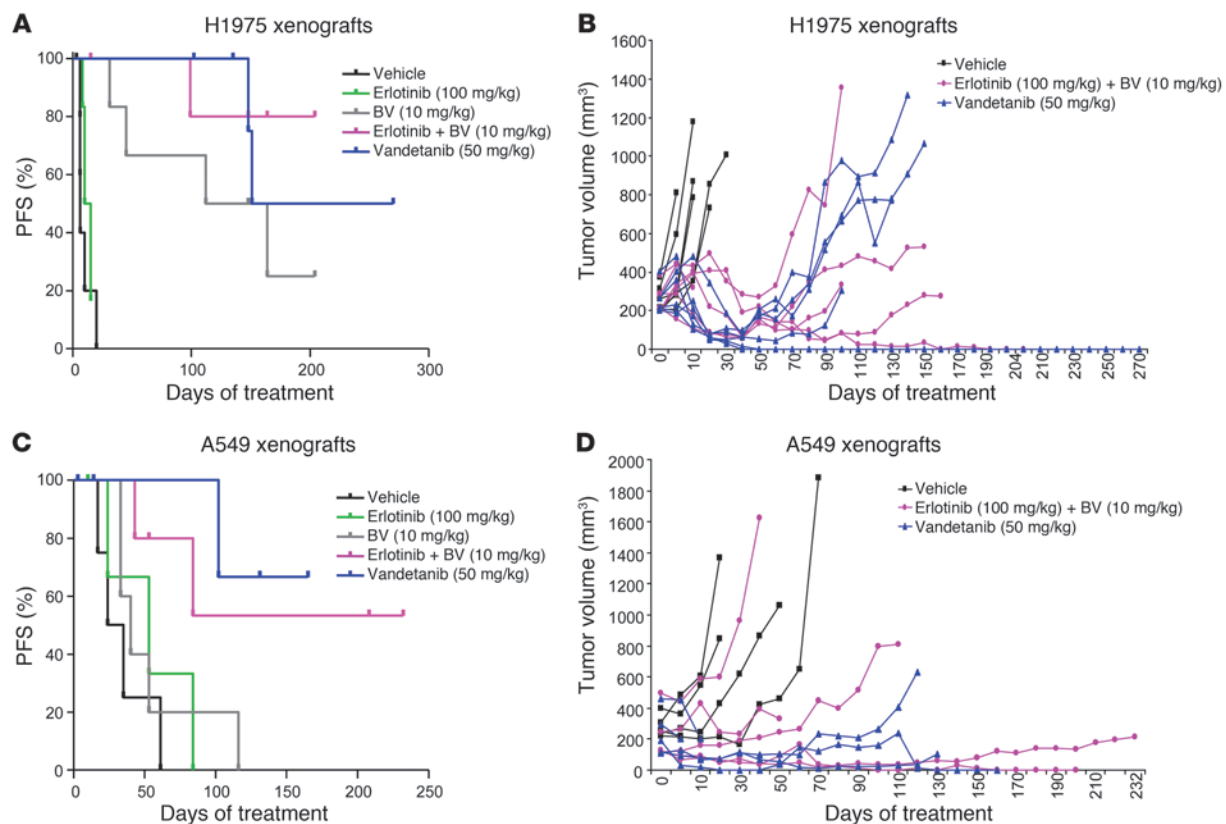 A
H1975 xenografts
PFS (%)
100
80
60
40
20
0
0
100
200
300
Days of treatment
Vehicle
Erlotinib (100 mg/kg)
BV (10 mg/kg)
Erlotinib + BV (10 mg/kg)
Vandetanib (50 mg/kg)
B
H1975 xenografts
Tumor volume (mm³)
1600
1400
1200
1000
800
600
400
200
0
0
10
30
50
70
90
110
130
150
170
190
204
210
230
250
270
Days of treatment
Vehicle
Erlotinib (100 mg/kg) + BV (10 mg/kg)
Vandetanib (50 mg/kg)
C
A549 xenografts
PFS (%)
100
80
60
40
20
0
0
50
100
150
200
250
Days of treatment
Vehicle
Erlotinib (100 mg/kg)
BV (10 mg/kg)
Erlotinib + BV (10 mg/kg)
Vandetanib (50 mg/kg)
D
A549 xenografts
Tumor volume (mm³)
2000
1800
1600
1400
1200
1000
800
600
400
200
0
0
10
30
50
70
90
110
130
150
170
190
210
232
Days of treatment
Vehicle
Erlotinib (100 mg/kg) + BV (10 mg/kg)
Vandetanib (50 mg/kg)